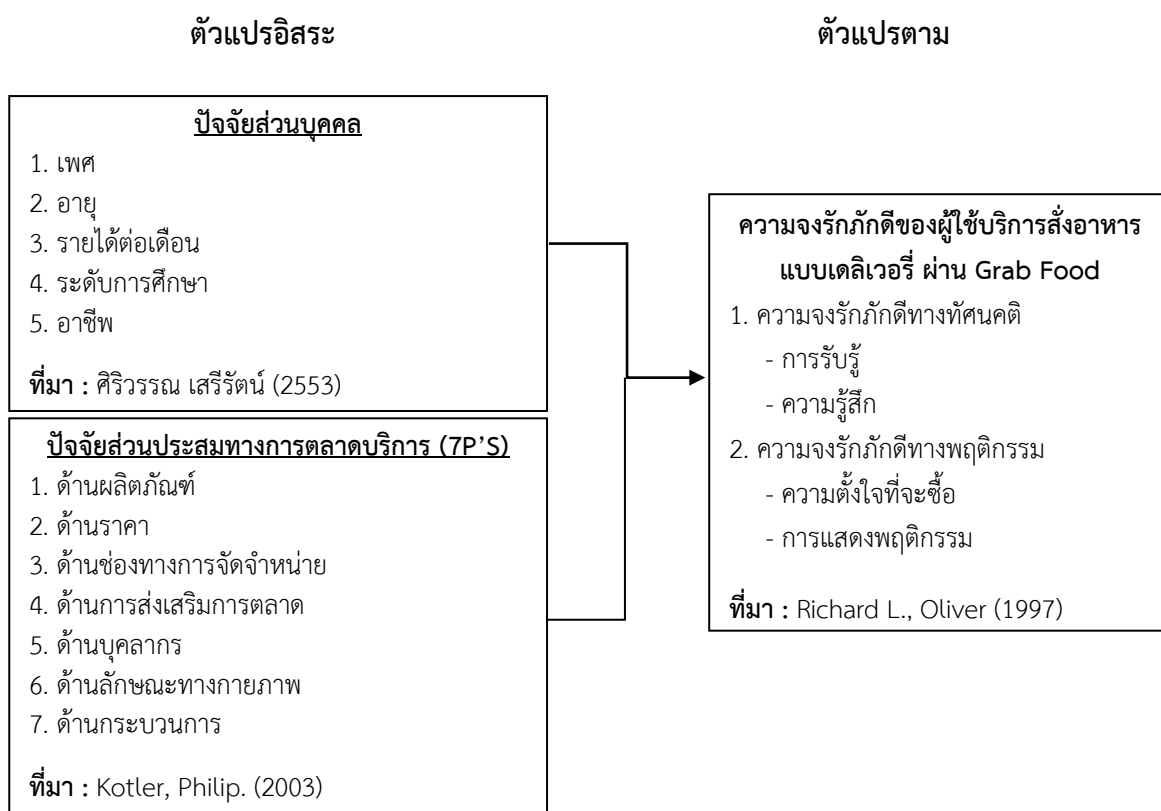 ตัวแปรอิสระ
ตัวแปรตาม
ปัจจัยส่วนบุคคล
1. เพศ
2. อายุ
3. รายได้ต่อเดือน
4. ระดับการศึกษา
5. อาชีพ
ที่มา : ศิริวรรณ เสรีรัตน์ (2553)
ปัจจัยส่วนประสมทางการตลาดบริการ (7P’S)
1. ด้านผลิตภัณฑ์
2. ด้านราคา
3. ด้านช่องทางการจัดจำหน่าย
4. ด้านการส่งเสริมการตลาด
5. ด้านบุคลากร
6. ด้านลักษณะทางกายภาพ
7. ด้านกระบวนการ
ที่มา : Kotler, Philip. (2003)
ความจงรักภักดีของผู้ใช้บริการสั่งอาหาร
แบบเดลิเวอรี่ ผ่าน Grab Food
1. ความจงรักภักดีทางทัศนคติ
- การรับรู้
- ความรู้สึก
2. ความจงรักภักดีทางพฤติกรรม
- ความตั้งใจที่จะซื้อ
- การแสดงพฤติกรรม
ที่มา : Richard L., Oliver (1997)